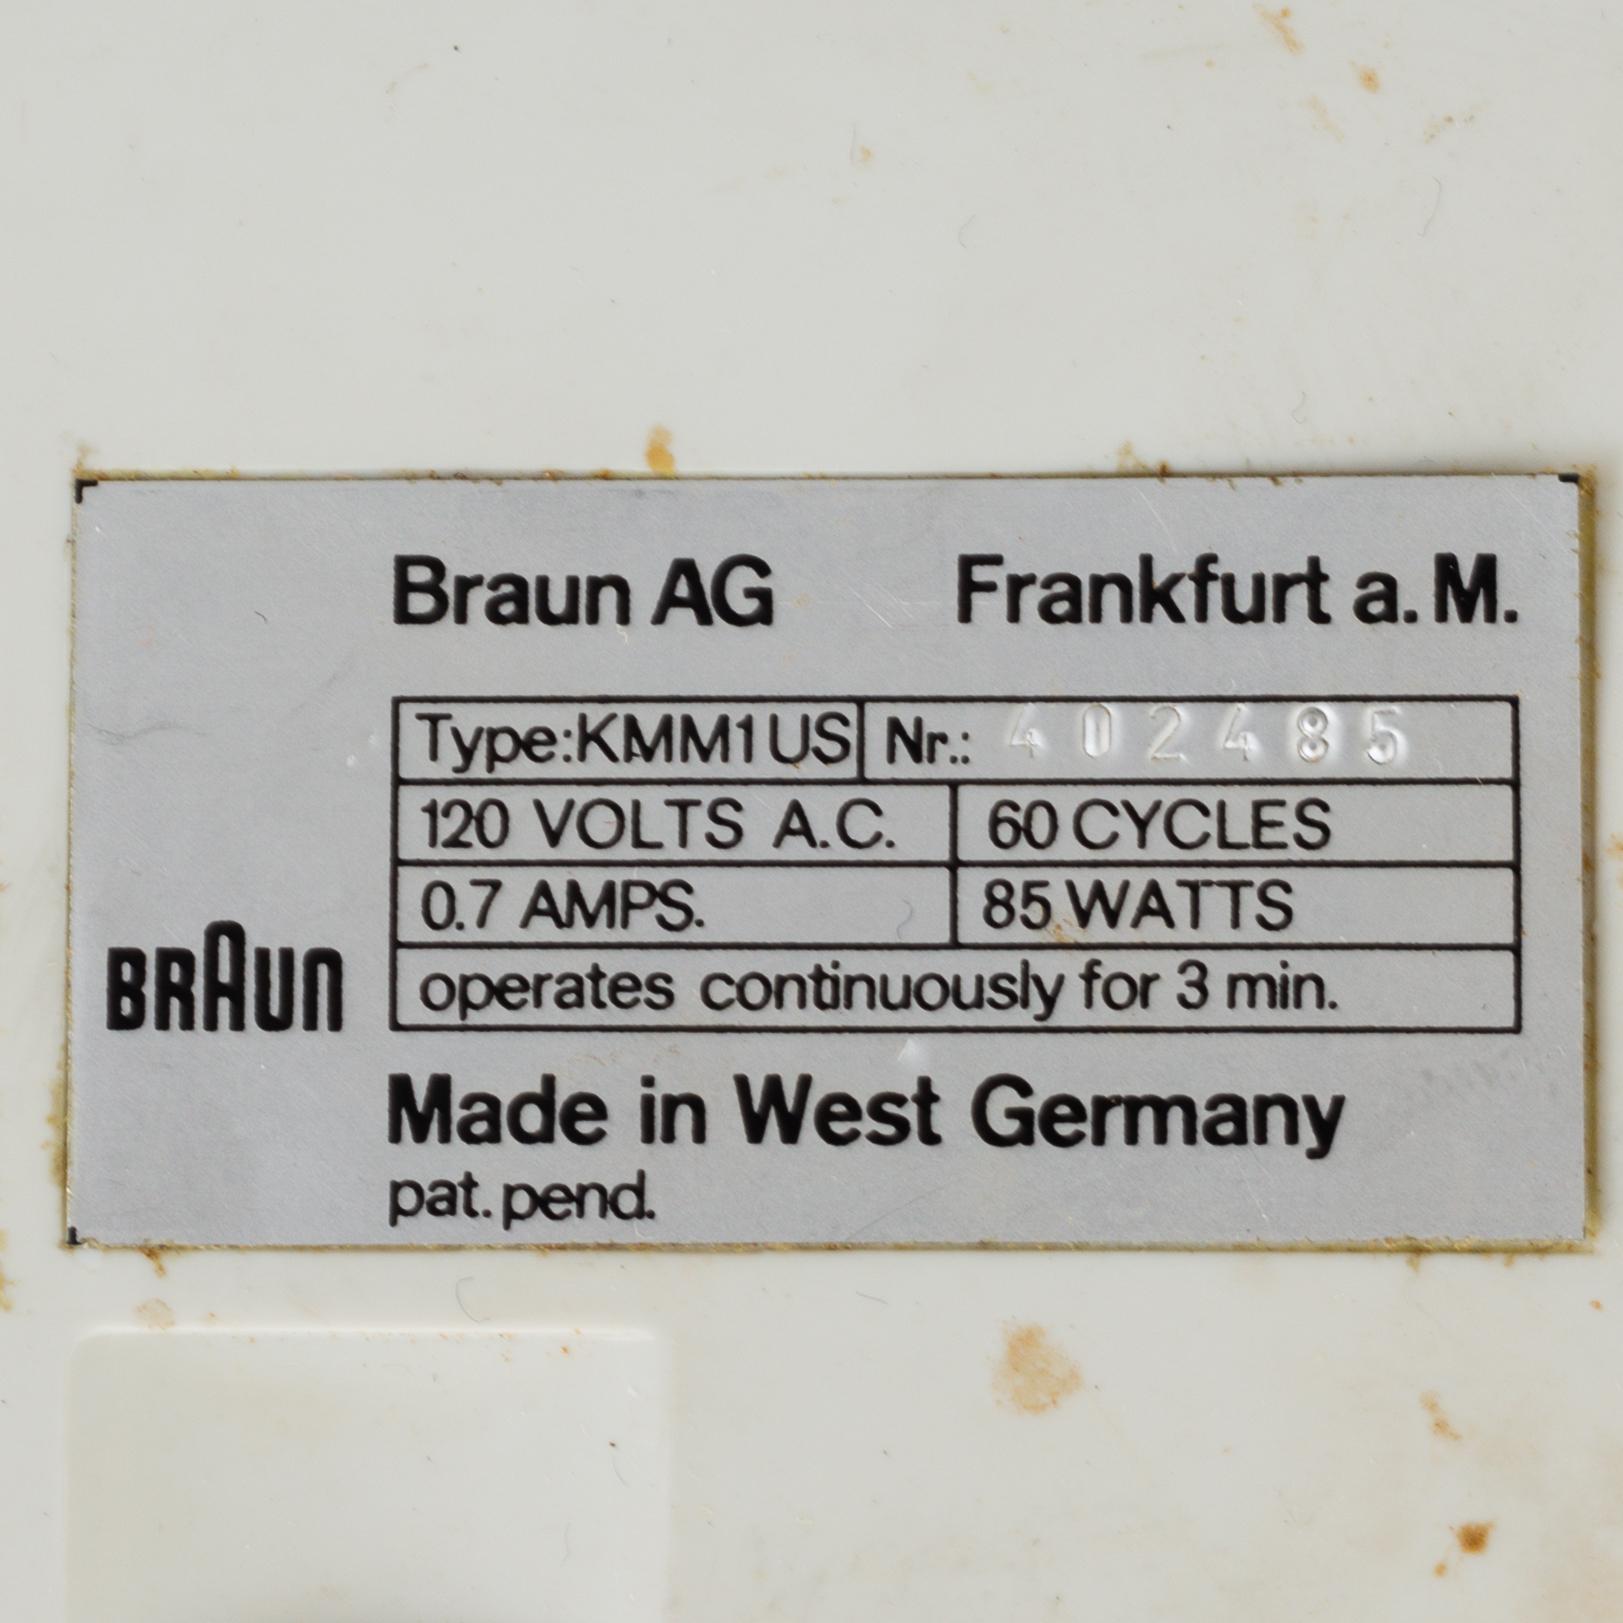 Braun AG Frankfurt a. M.
Type:KMM1US Nr.: 402485
120 VOLTS A.C. 60 CYCLES
0.7 AMPS. 85 WATTS
BRAUN
operates continuously for 3 min.
Made in West Germany
pat. pend.